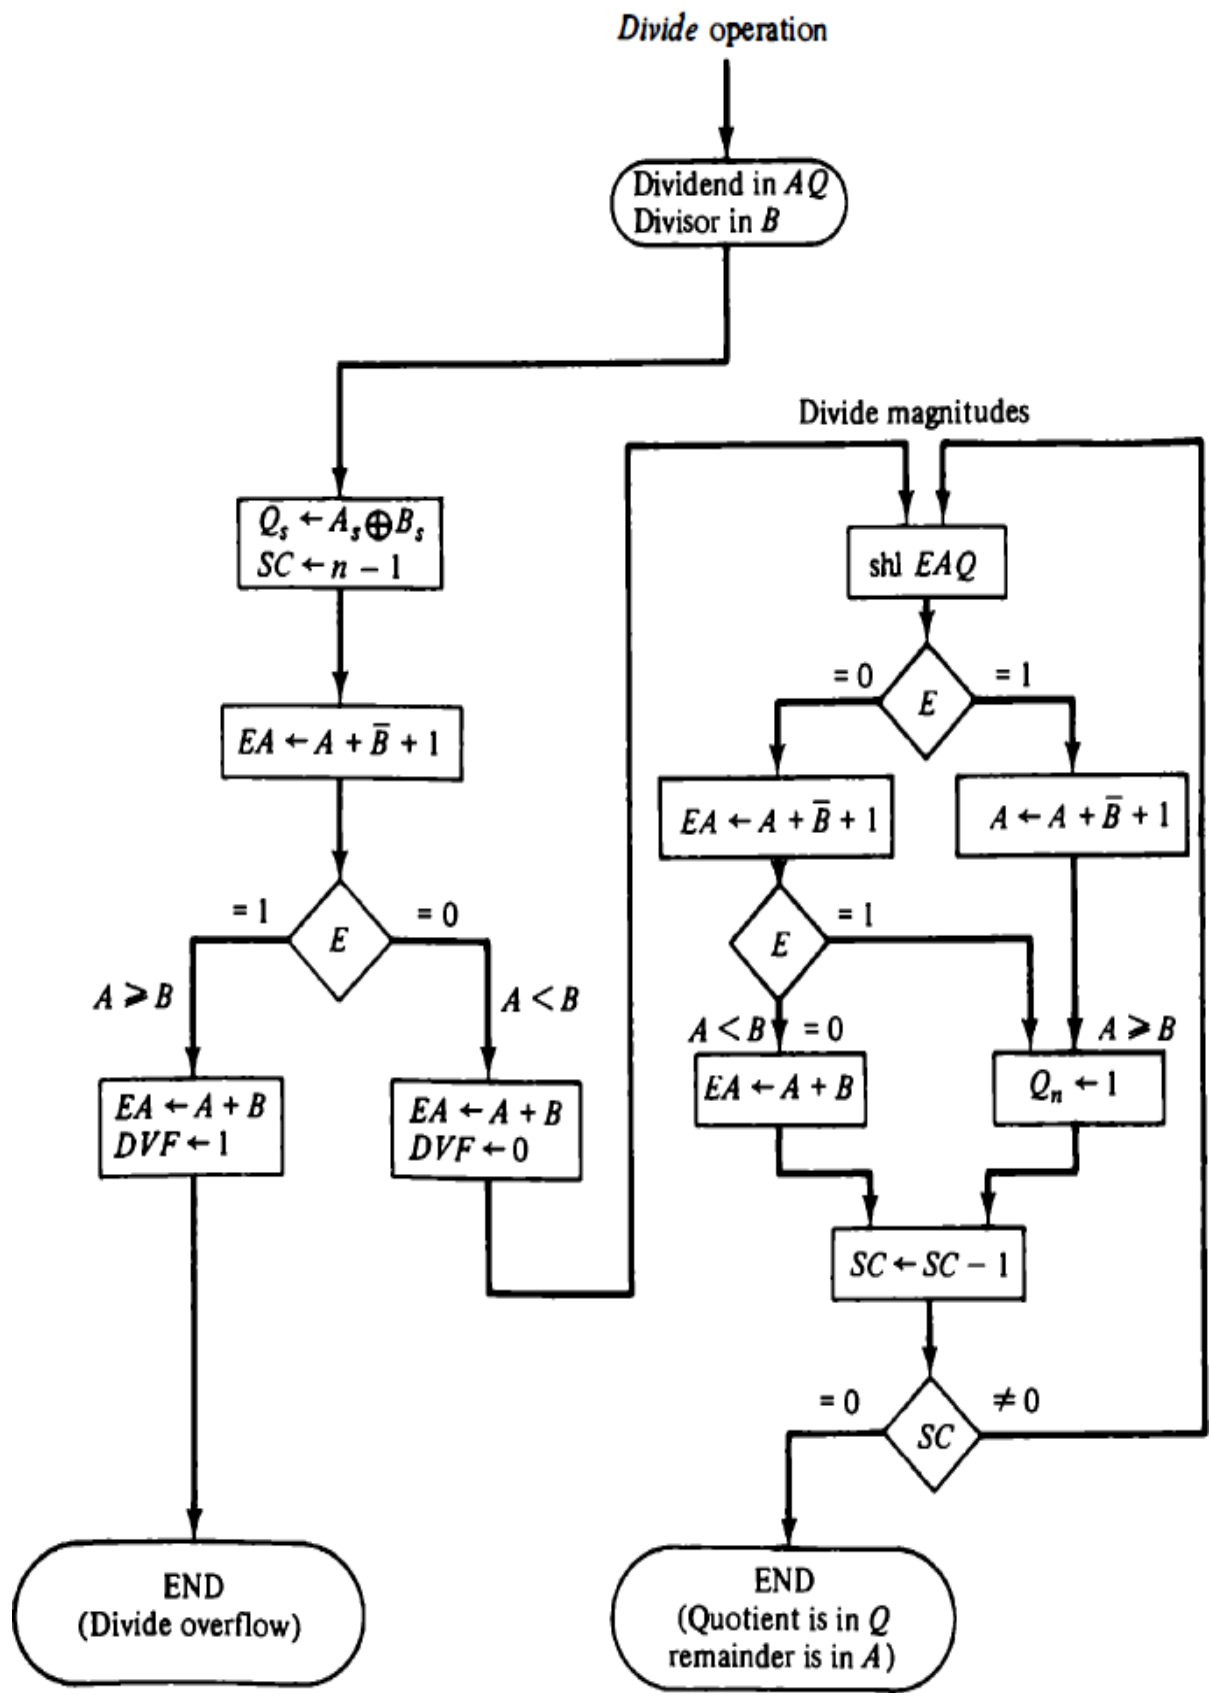 Divide operation
Dividend in AQ
Divisor in B
Qₛ ← Aₛ ⊕ Bₛ
SC ← n − 1
EA ← A + B̅ + 1
E
= 1
= 0
A ⩾ B
A < B
EA ← A + B
DVF ← 1
EA ← A + B
DVF ← 0
END
(Divide overflow)
Divide magnitudes
shl EAQ
E
= 0
= 1
EA ← A + B̅ + 1
A ← A + B̅ + 1
E
= 1
A < B
= 0
A ⩾ B
EA ← A + B
Qₙ ← 1
SC ← SC − 1
SC
= 0
≠ 0
END
(Quotient is in Q
remainder is in A)